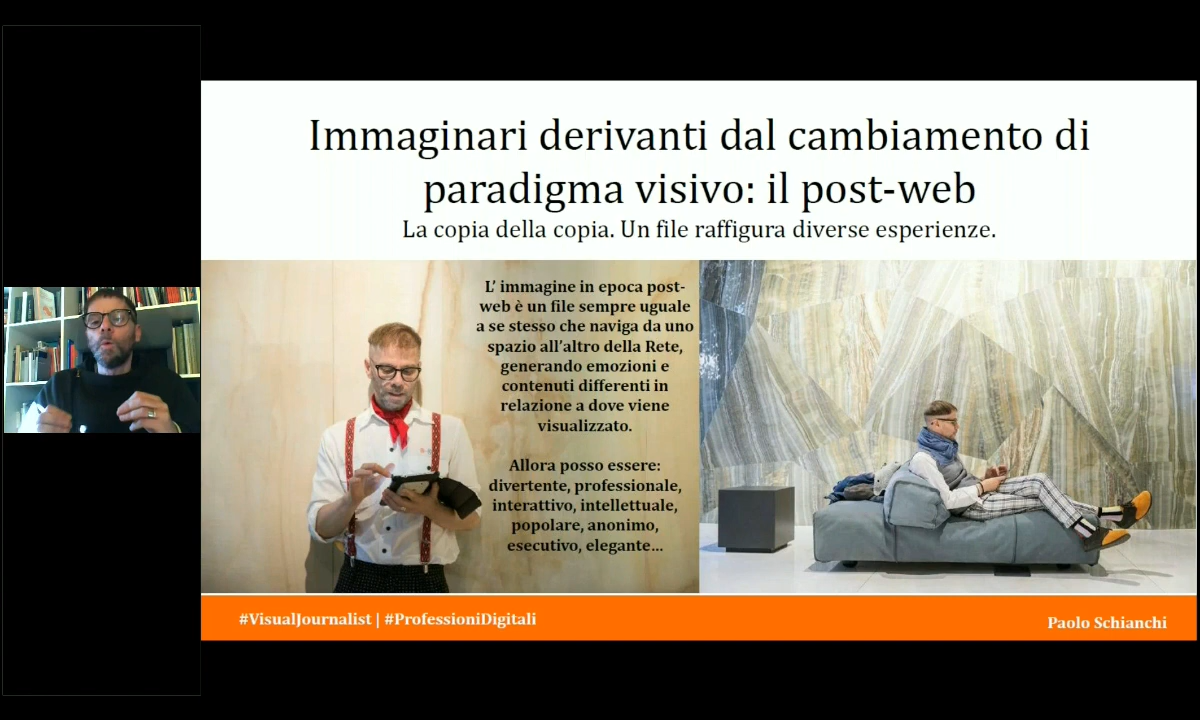 Immaginari derivanti dal cambiamento di
paradigma visivo: il post-web
La copia della copia. Un file raffigura diverse esperienze.
L’ immagine in epoca post-
web è un file sempre uguale
a se stesso che naviga da uno
spazio all’altro della Rete,
generando emozioni e
contenuti differenti in
relazione a dove viene
visualizzato.
Allora posso essere:
divertente, professionale,
interattivo, intellettuale,
popolare, anonimo,
esecutivo, elegante…
#VisualJournalist | #ProfessioniDigitali
Paolo Schianchi